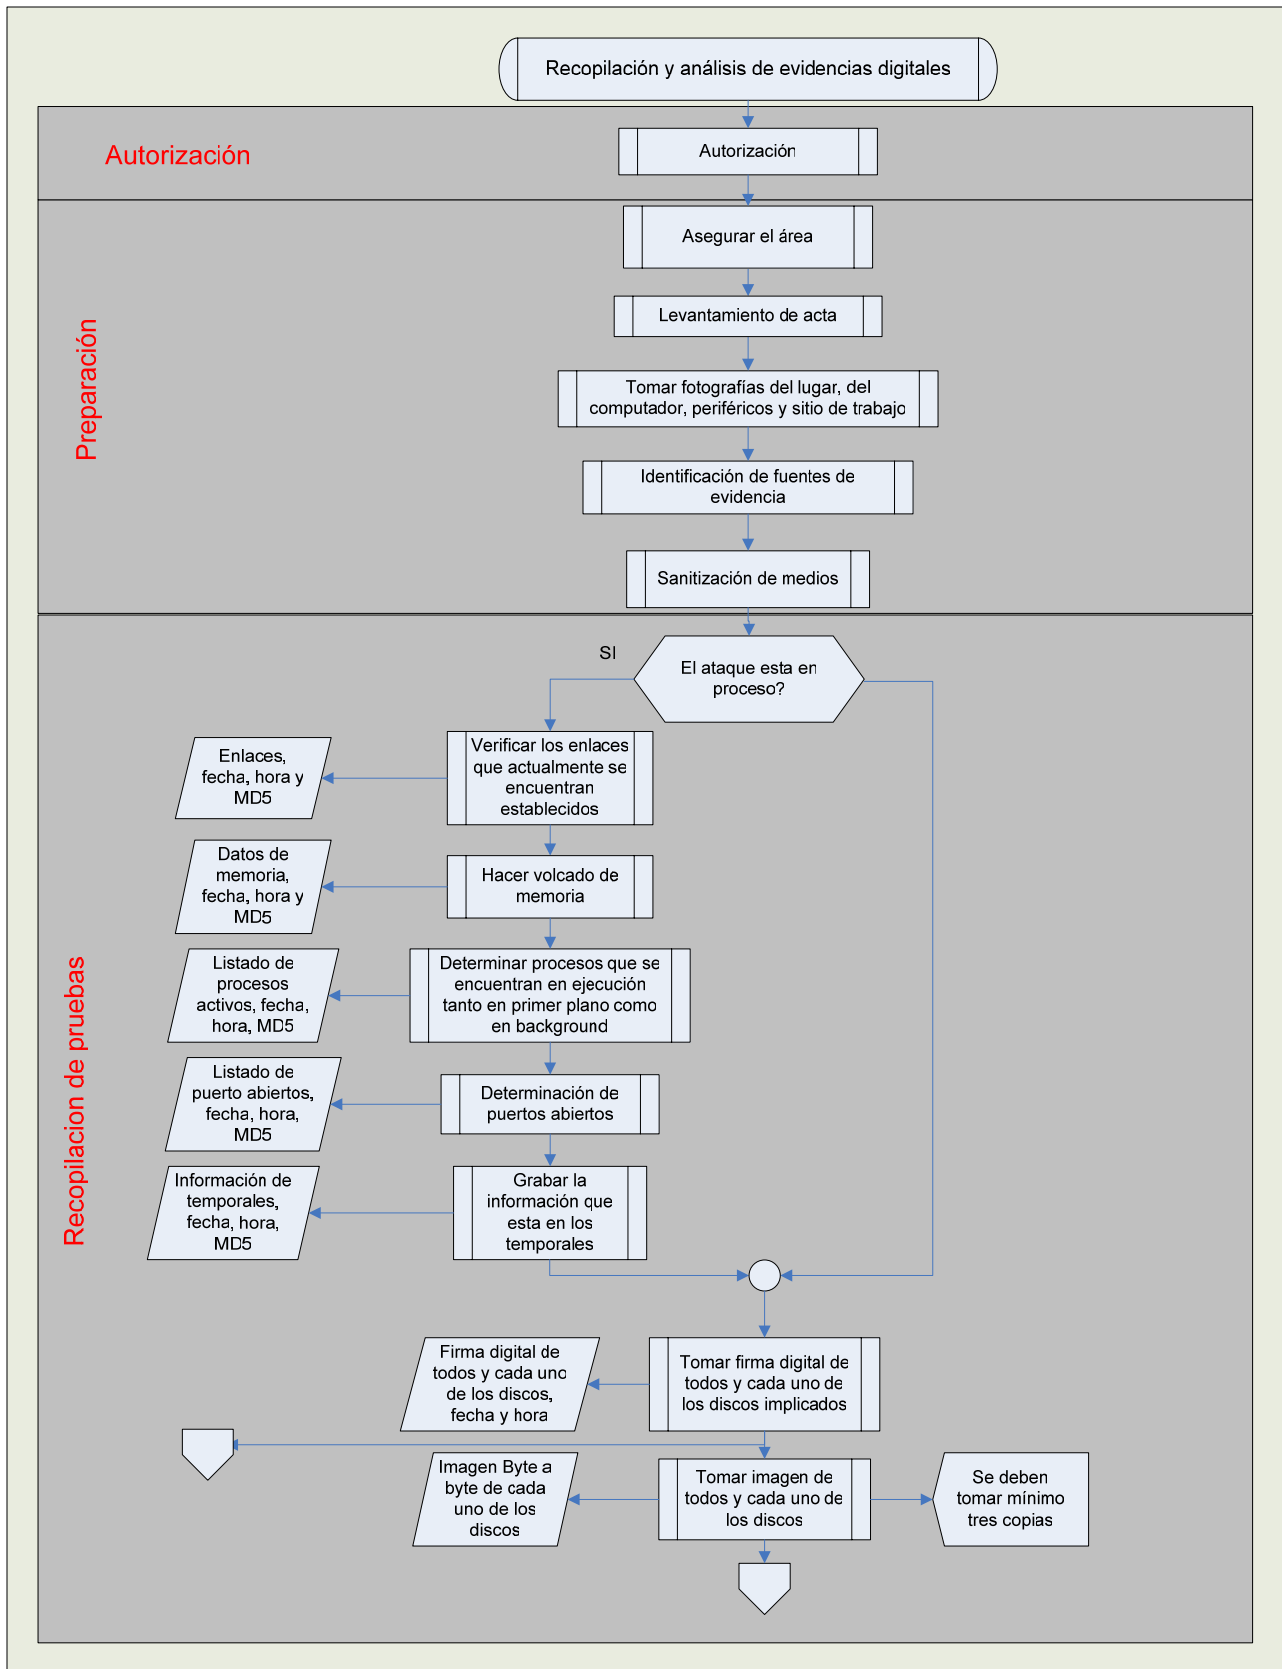 Recopilación y análisis de evidencias digitales
Autorización
Autorización
Preparación
Asegurar el área
Levantamiento de acta
Tomar fotografías del lugar, del
computador, periféricos y sitio de trabajo
Identificación de fuentes de
evidencia
Sanitización de medios
Recopilacion de pruebas
SI
El ataque esta en
proceso?
Verificar los enlaces
que actualmente se
encuentran
establecidos
Enlaces,
fecha, hora y
MD5
Hacer volcado de
memoria
Datos de
memoria,
fecha, hora y
MD5
Determinar procesos que se
encuentran en ejecución
tanto en primer plano como
en background
Listado de
procesos
activos, fecha,
hora, MD5
Determinación de
puertos abiertos
Listado de
puerto abiertos,
fecha, hora,
MD5
Grabar la
información que
esta en los
temporales
Información de
temporales,
fecha, hora,
MD5
Tomar firma digital de
todos y cada uno de
los discos implicados
Firma digital de
todos y cada uno
de los discos,
fecha y hora
Tomar imagen de
todos y cada uno de
los discos
Imagen Byte a
byte de cada
uno de los
discos
Se deben
tomar mínimo
tres copias